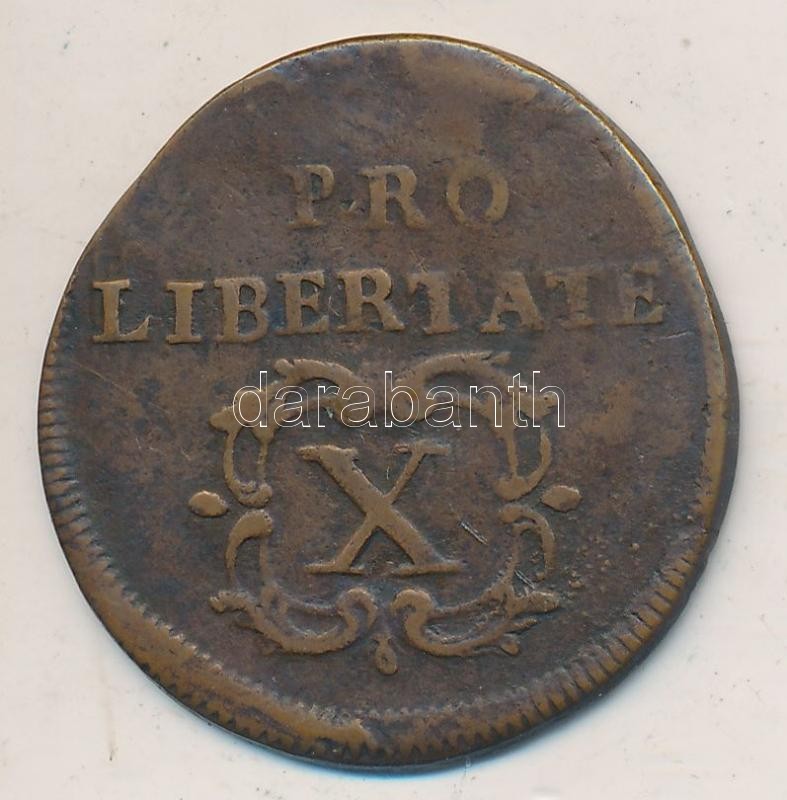 PRO
LIBERTATE
darabanth
X